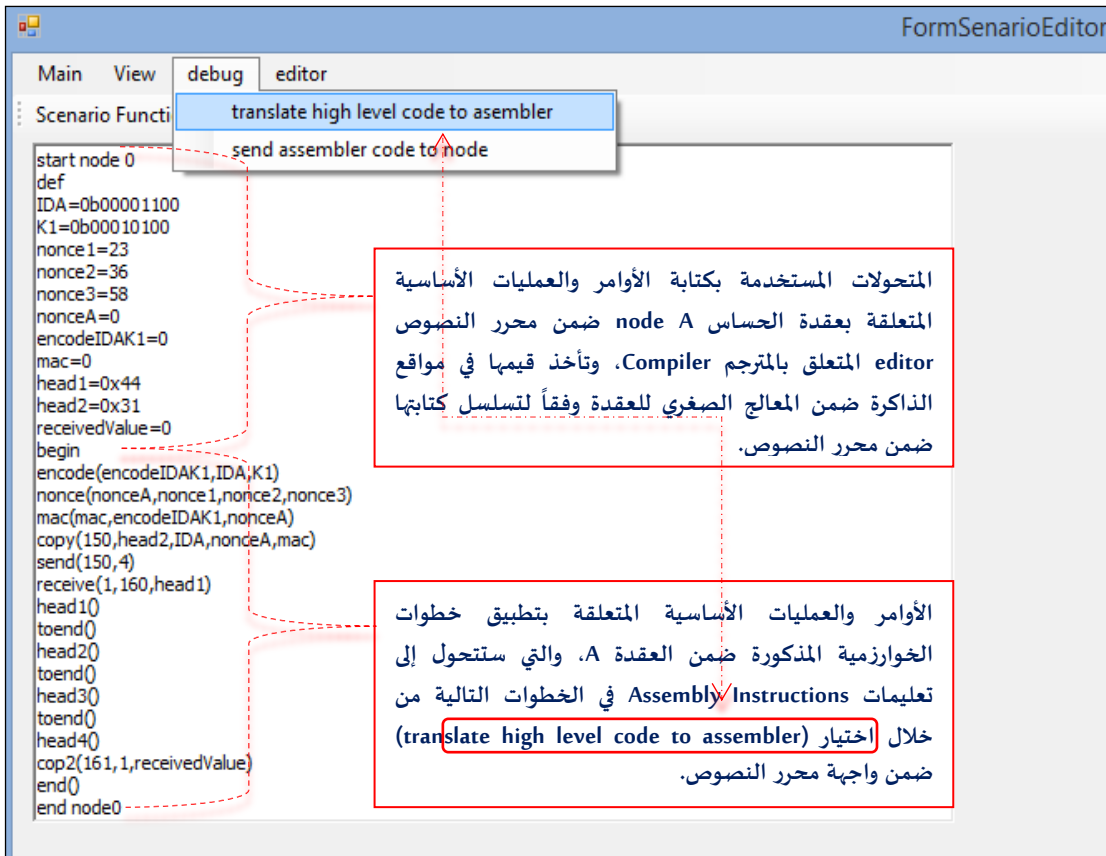 FormSenarioEditor
Main View debug editor
Scenario Functi
translate high level code to asembler
send assembler code to node
start node 0
def
IDA=0b00001100
K1=0b00010100
nonce1=23
nonce2=36
nonce3=58
nonceA=0
encodeIDAK1=0
mac=0
head1=0x44
head2=0x31
receivedValue=0
begin
encode(encodeIDAK1,IDA,K1)
nonce(nonceA,nonce1,nonce2,nonce3)
mac(mac,encodeIDAK1,nonceA)
copy(150,head2,IDA,nonceA,mac)
send(150,4)
receive(1,160,head1)
head1()
toend()
head2()
toend()
head3()
toend()
head4()
cop2(161,1,receivedValue)
end()
end node0
المتحولات المستخدمة بكتابة الأوامر والعمليات الأساسية
المتعلقة بعقدة الحساس node A ضمن محرر النصوص
editor المتعلق بالمترجم Compiler، وتأخذ قيمها في مواقع
الذاكرة ضمن المعالج الصغري للعقدة وفقاً لتسلسل كتابتها
ضمن محرر النصوص.
الأوامر والعمليات الأساسية المتعلقة بتطبيق خطوات
الخوارزمية المذكورة ضمن العقدة A، والتي ستتحول إلى
تعليمات Assembly Instructions في الخطوات التالية من
خلال اختيار (translate high level code to assembler)
ضمن واجهة محرر النصوص.